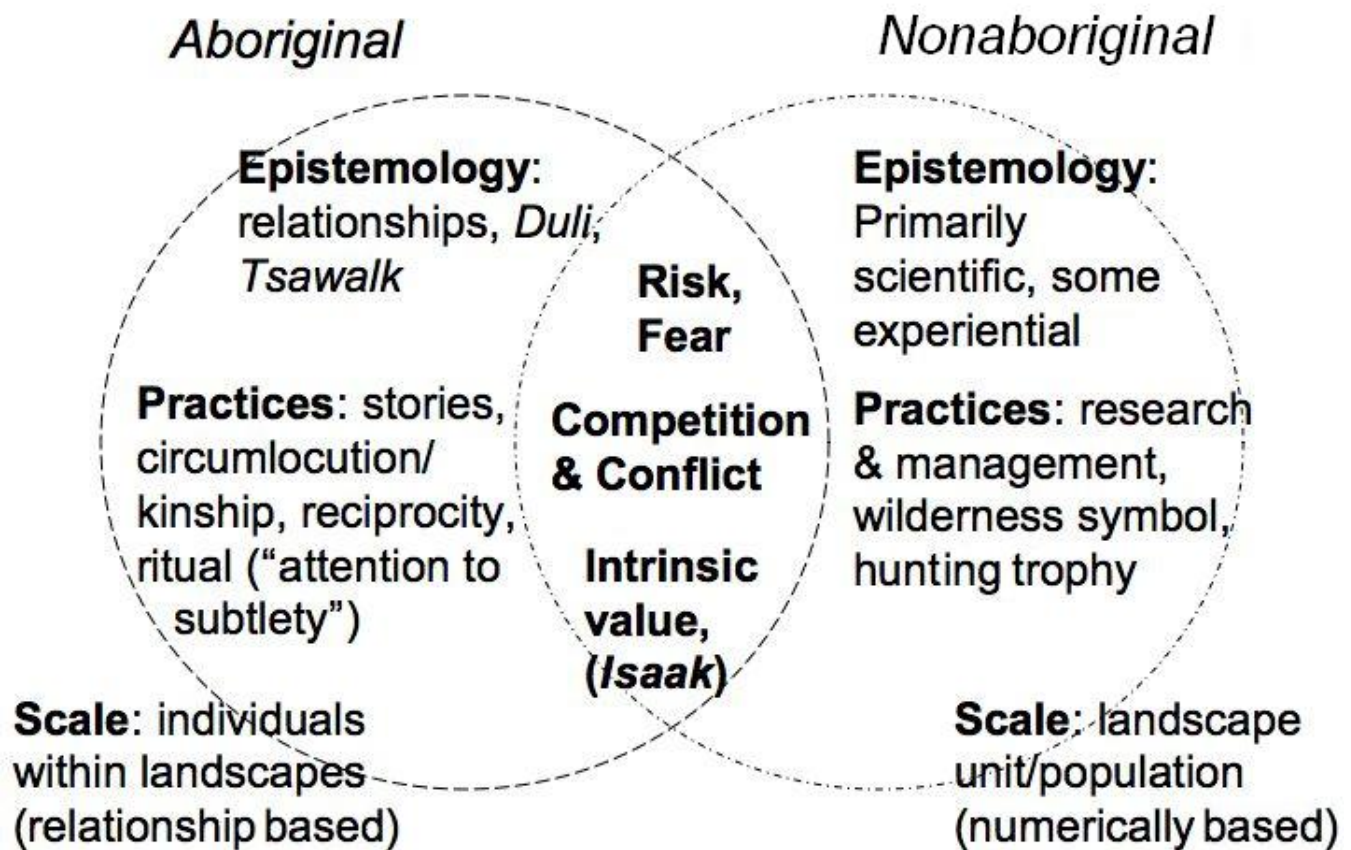 Aboriginal
Nonaboriginal
Epistemology:
relationships, Duli,
Tsawalk
Practices: stories,
circumlocution/
kinship, reciprocity,
ritual (“attention to
subtlety”)
Scale: individuals
within landscapes
(relationship based)
Risk,
Fear
Competition
& Conflict
Intrinsic
value,
(Isaak)
Epistemology:
Primarily
scientific, some
experiential
Practices: research
& management,
wilderness symbol,
hunting trophy
Scale: landscape
unit/population
(numerically based)